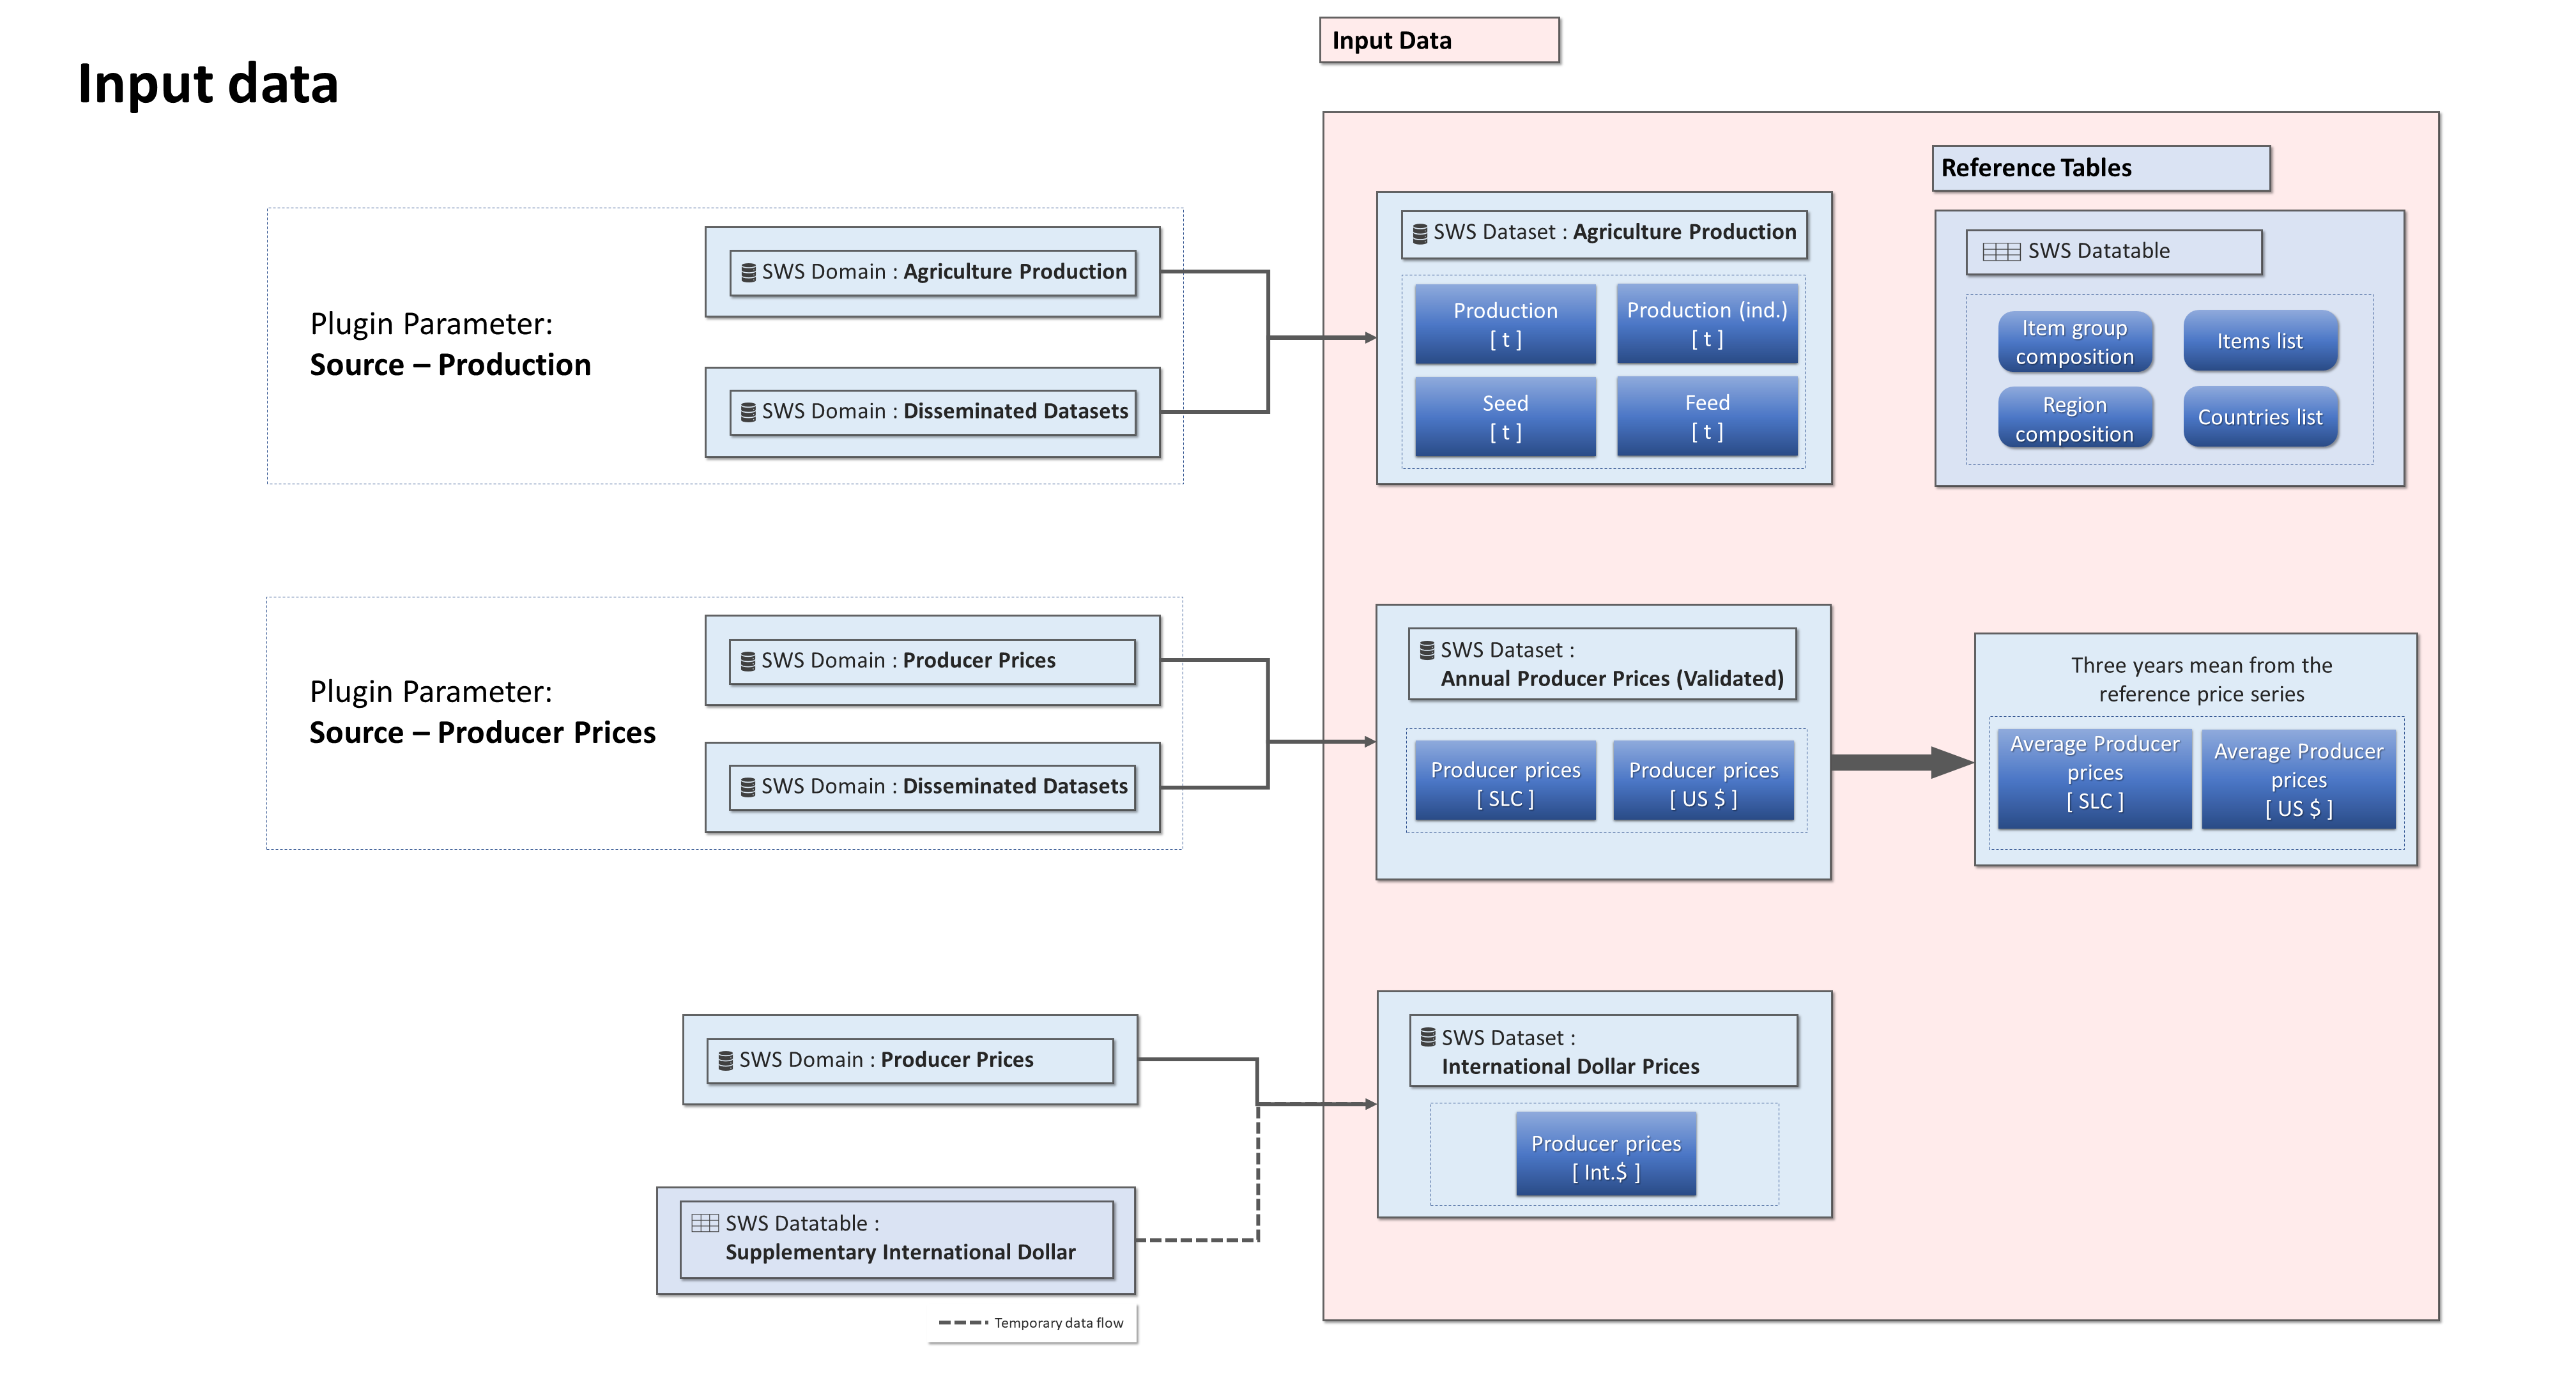 Input data
Input Data
Plugin Parameter:
Source – Production
SWS Domain : Agriculture Production
SWS Domain : Disseminated Datasets
SWS Dataset : Agriculture Production
Production
[ t ]
Production (ind.)
[ t ]
Seed
[ t ]
Feed
[ t ]
Reference Tables
SWS Datatable
Item group
composition
Items list
Region
composition
Countries list
Plugin Parameter:
Source – Producer Prices
SWS Domain : Producer Prices
SWS Domain : Disseminated Datasets
SWS Dataset :
Annual Producer Prices (Validated)
Producer prices
[ SLC ]
Producer prices
[ US $ ]
Three years mean from the
reference price series
Average Producer
prices
[ SLC ]
Average Producer
prices
[ US $ ]
SWS Domain : Producer Prices
SWS Datatable :
Supplementary International Dollar
Temporary data flow
SWS Dataset :
International Dollar Prices
Producer prices
[ Int.$ ]